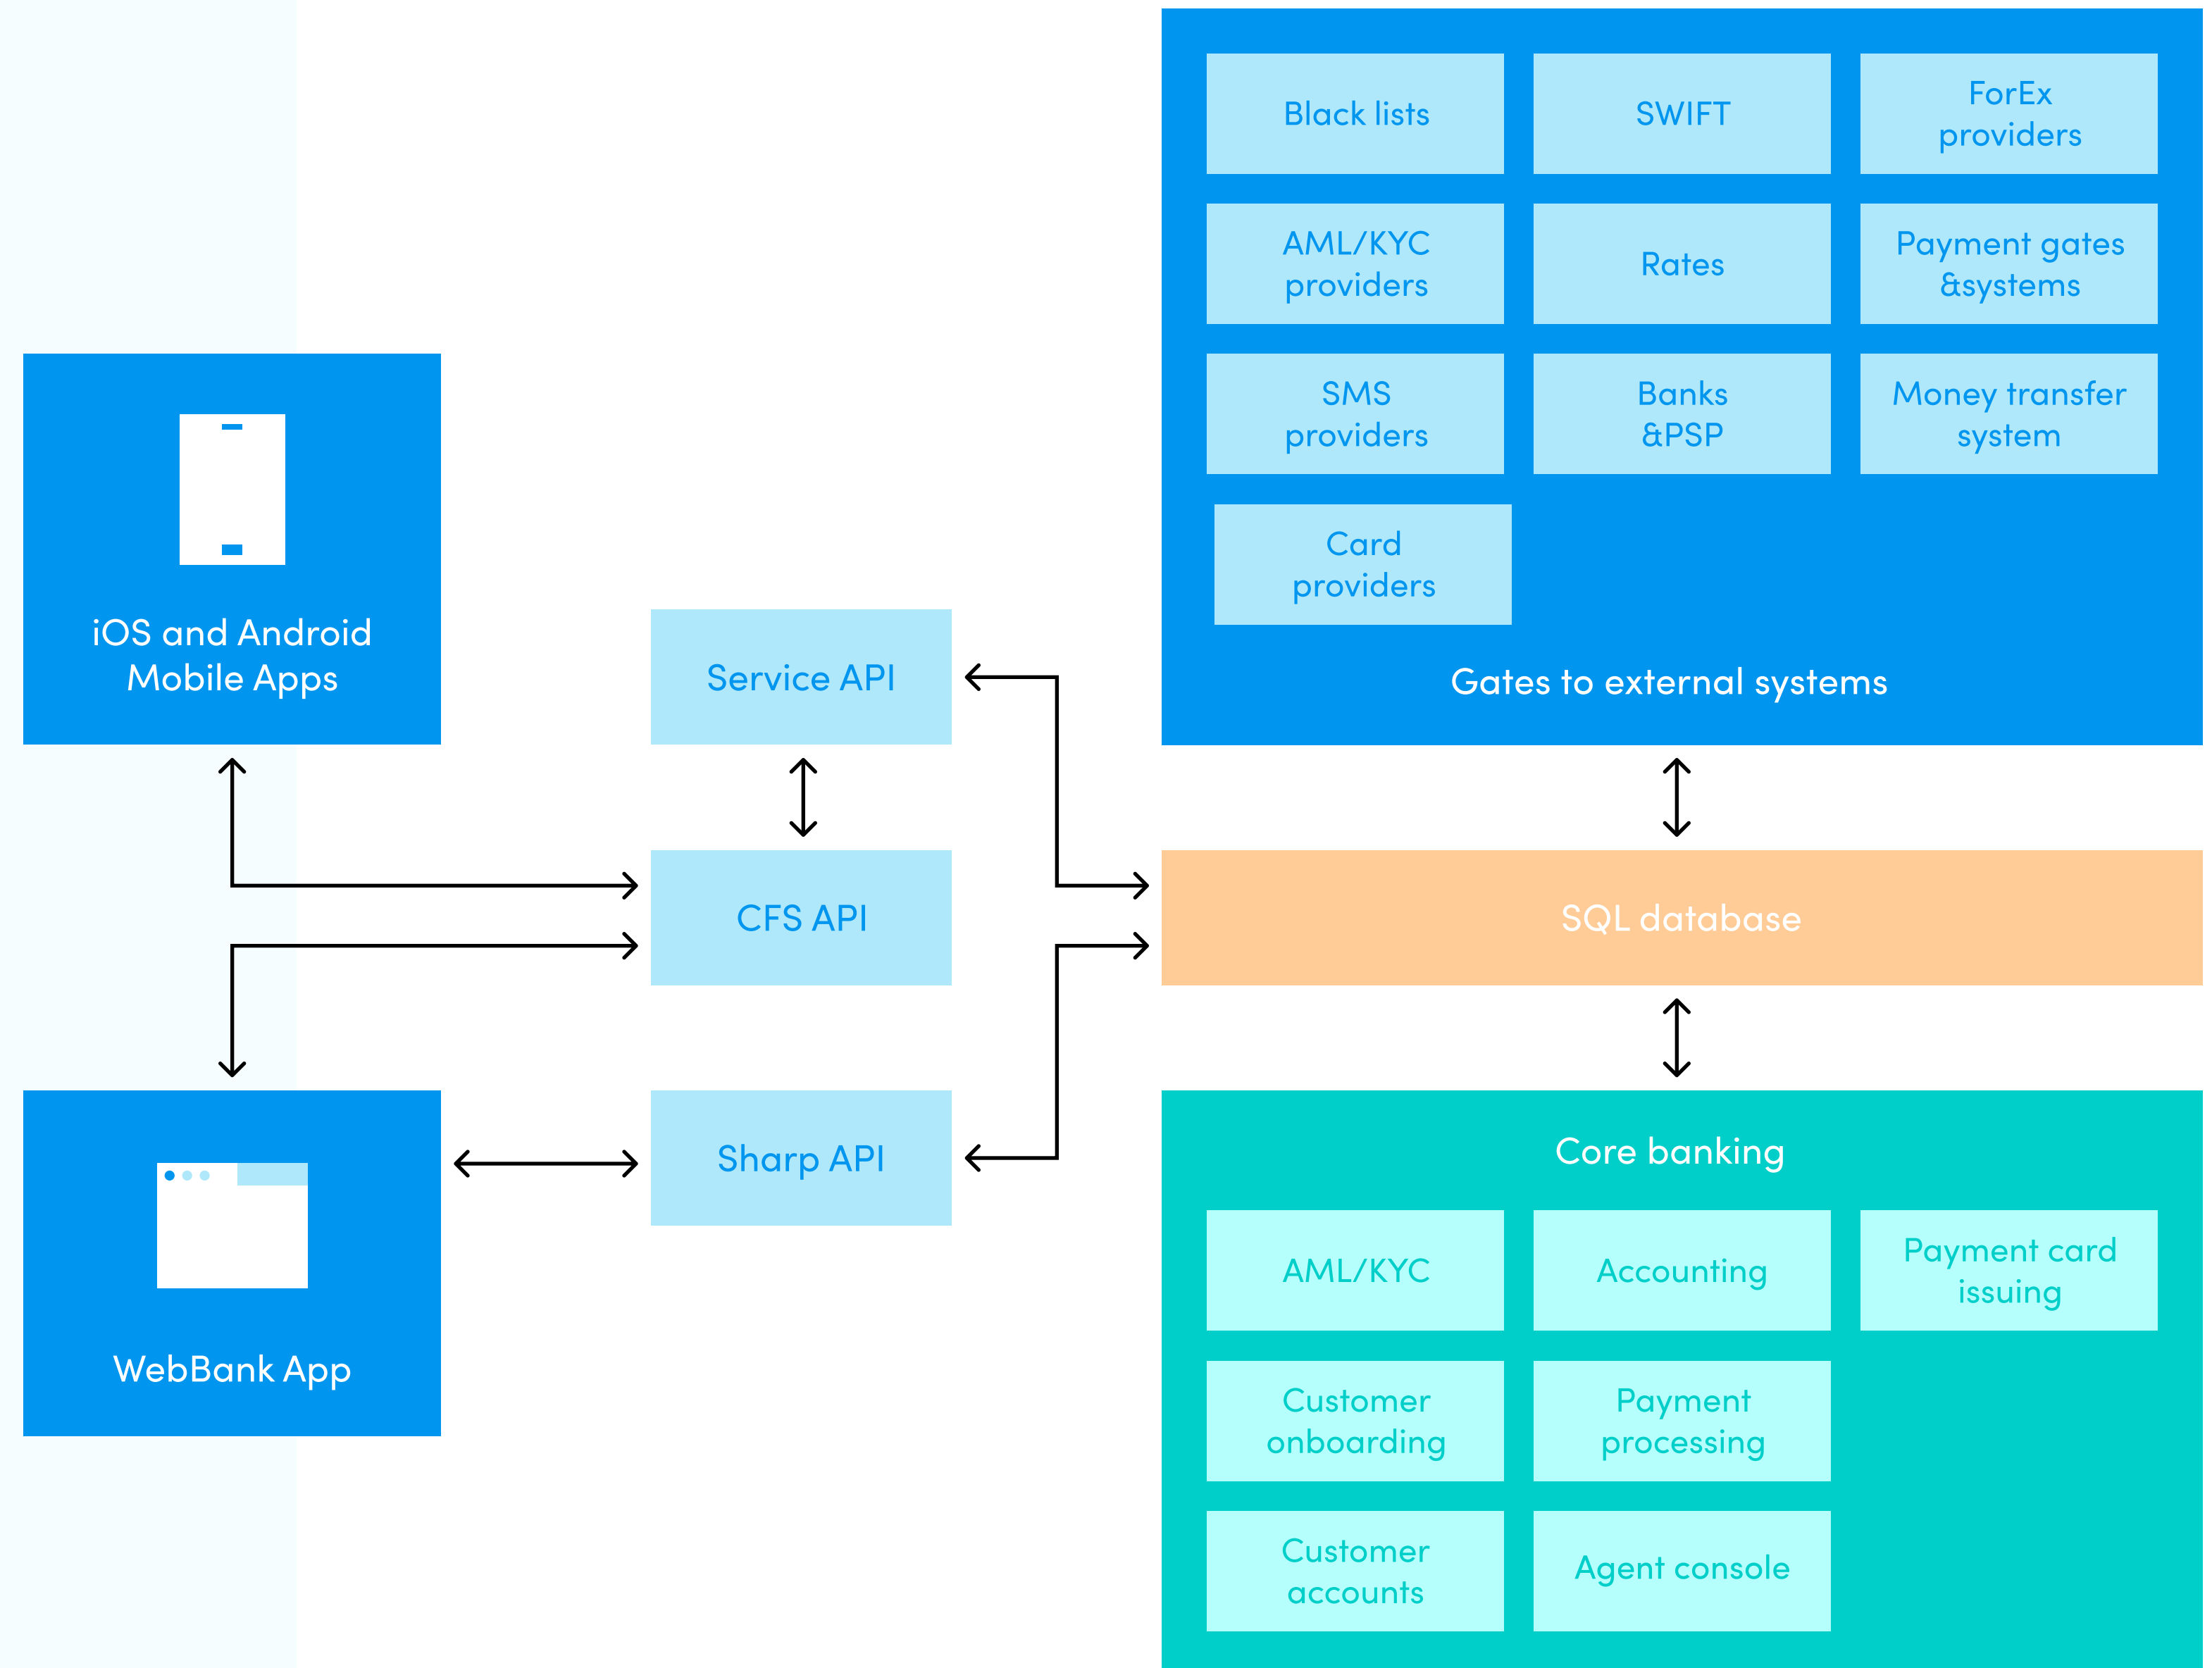 Black lists
SWIFT
ForEx
providers
AML/KYC
providers
Rates
Payment gates
&systems
SMS
providers
Banks
&PSP
Money transfer
system
Card
providers
Gates to external systems
iOS and Android
Mobile Apps
Service API
CFS API
SQL database
WebBank App
Sharp API
Core banking
AML/KYC
Accounting
Payment card
issuing
Customer
onboarding
Payment
processing
Customer
accounts
Agent console